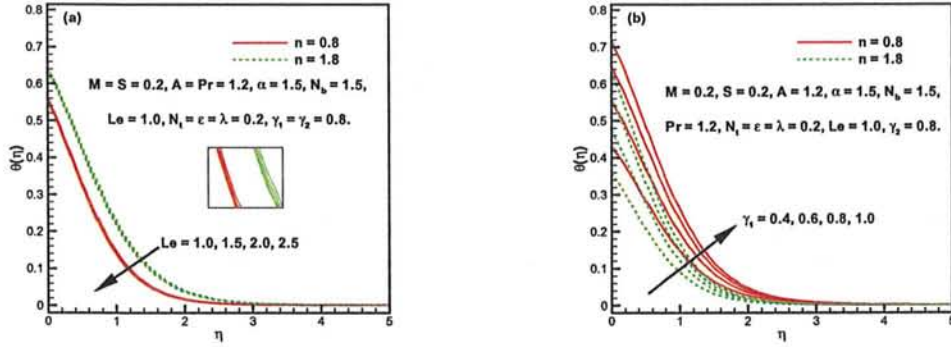 (a)
n = 0.8
n = 1.8
M = S = 0.2, A = Pr = 1.2, α = 1.5, N_b = 1.5,
Le = 1.0, N_t = ε = λ = 0.2, γ₁ = γ₂ = 0.8.
Le = 1.0, 1.5, 2.0, 2.5
θ(η)
0.8
0.7
0.6
0.5
0.4
0.3
0.2
0.1
0
0 1 2 3 4 5
η
(b)
n = 0.8
n = 1.8
M = 0.2, S = 0.2, A = 1.2, α = 1.5, N_b = 1.5,
Pr = 1.2, N_t = ε = λ = 0.2, Le = 1.0, γ₂ = 0.8.
γ₁ = 0.4, 0.6, 0.8, 1.0
θ(η)
0.8
0.7
0.6
0.5
0.4
0.3
0.2
0.1
0
0 1 2 3 4 5
η